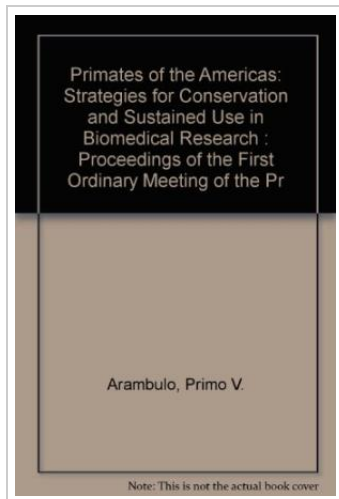 Primates of the Americas:
Strategies for Conservation
and Sustained Use in
Biomedical Research :
Proceedings of the First
Ordinary Meeting of the Pr
Arambulo, Primo V.
Note: This is not the actual book cover